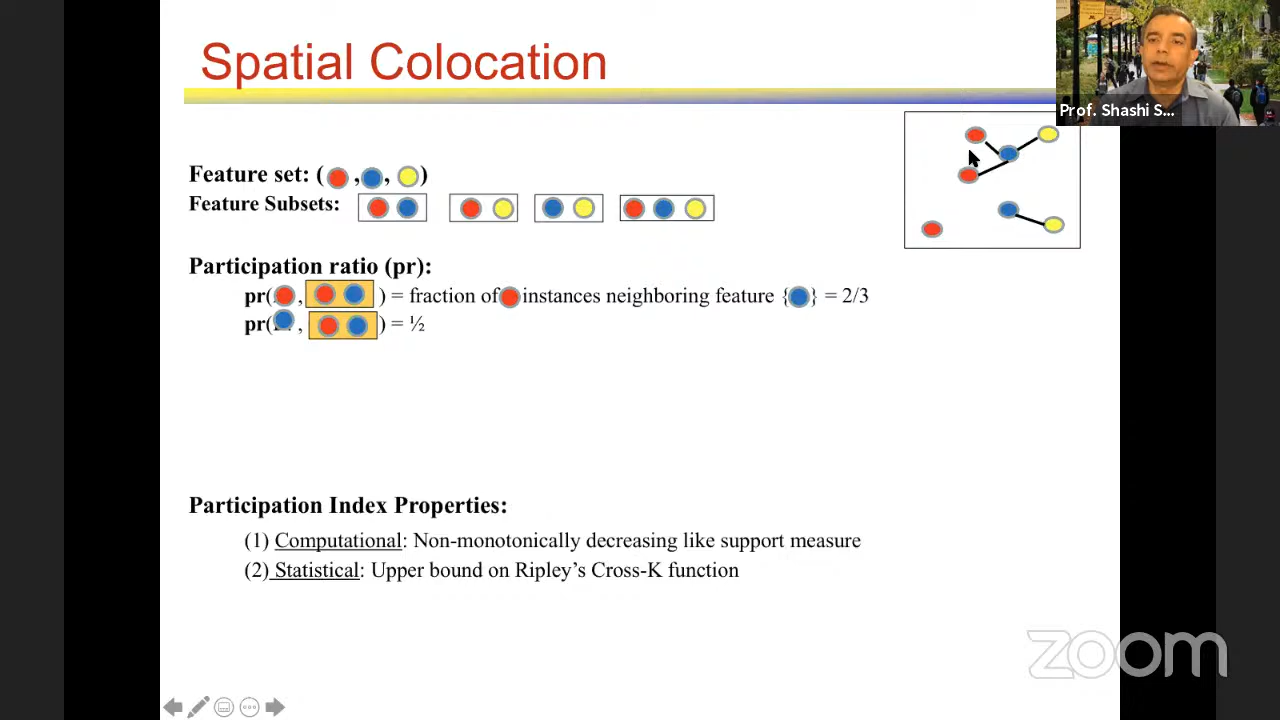 Spatial Colocation
Prof. Shashi S...
Feature set: ( , , )
Feature Subsets:
Participation ratio (pr):
pr( , ) = fraction of instances neighboring feature { } = 2/3
pr( , ) = ½
Participation Index Properties:
(1) Computational: Non-monotonically decreasing like support measure
(2) Statistical: Upper bound on Ripley’s Cross-K function
zoom